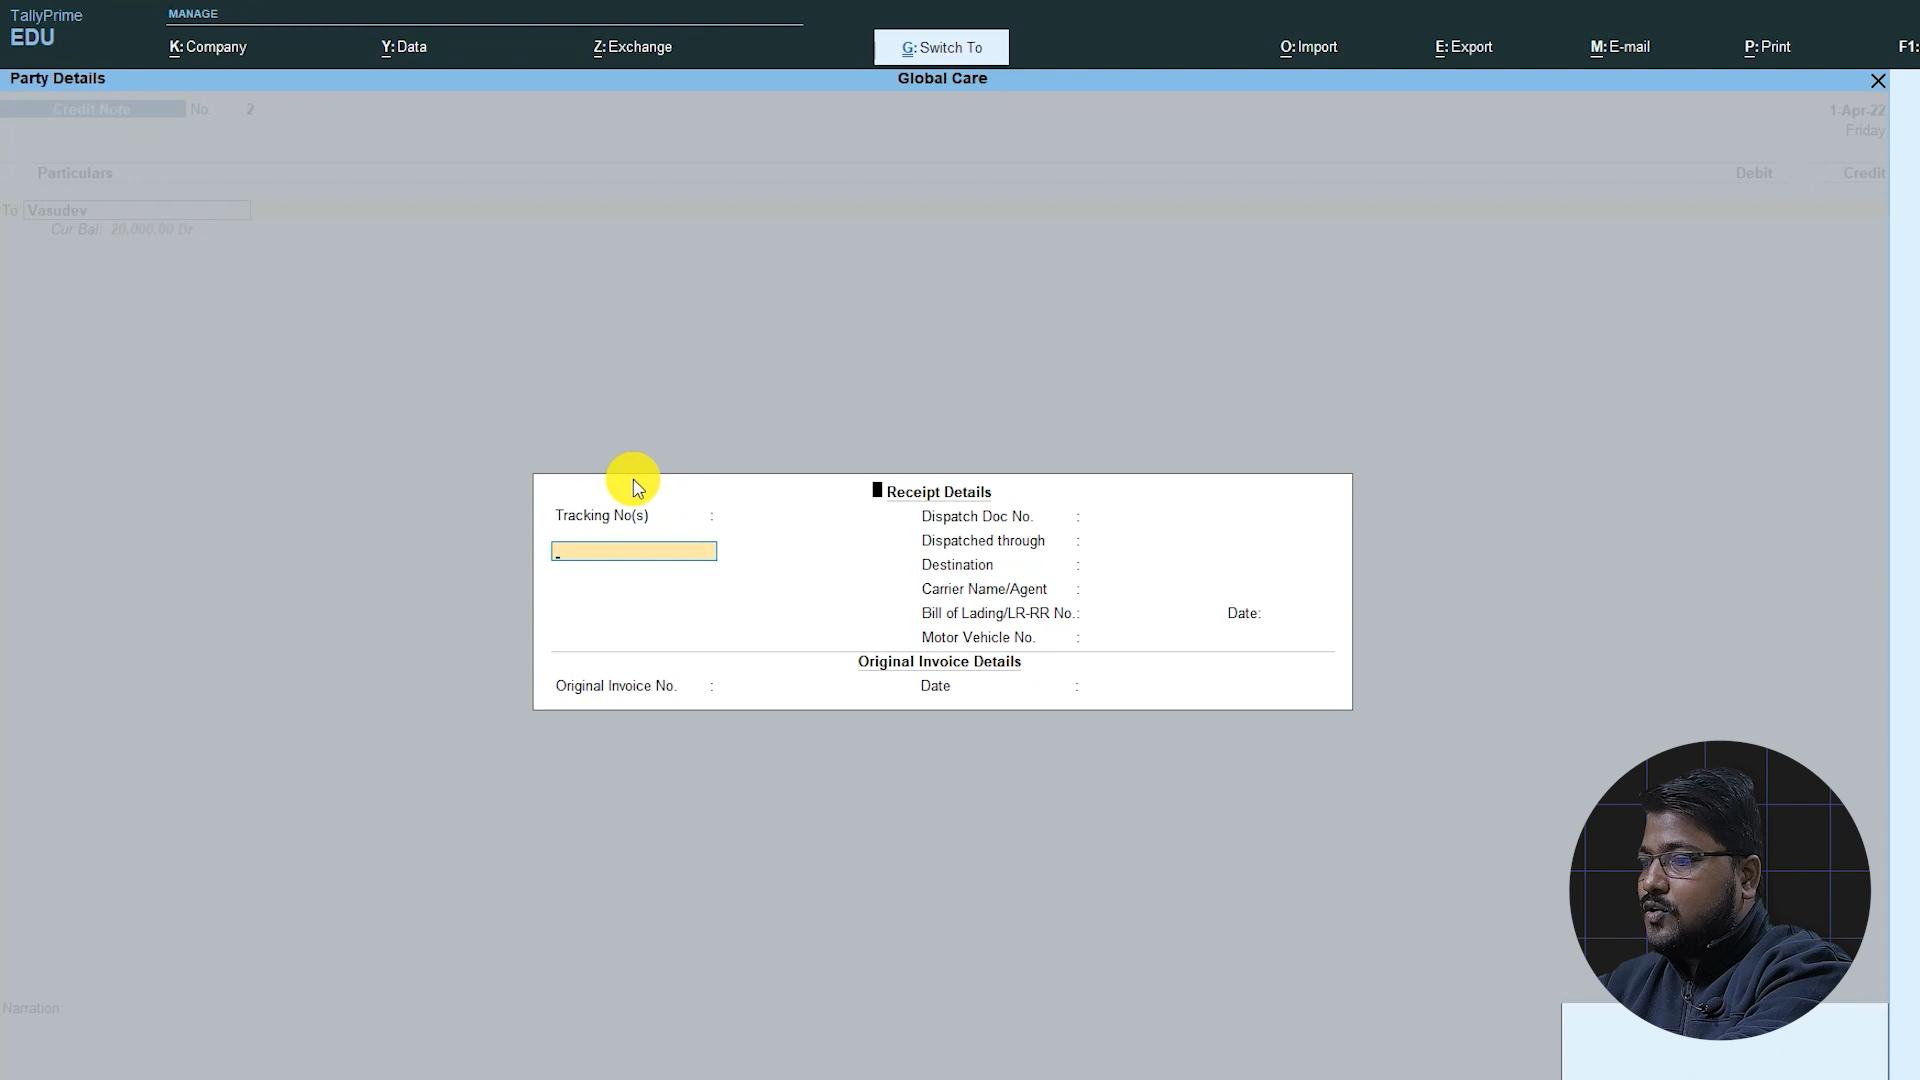 TallyPrime
EDU
MANAGE
K: Company
Y: Data
Z: Exchange
G: Switch To
O: Import
E: Export
M: E-mail
P: Print
F1:
Party Details
Global Care
Credit Note No. 2
1-Apr-22
Friday
Particulars
Debit
Credit
To Vasudev
Cur Bal: 20,000.00 Dr
Receipt Details
Tracking No(s) :
Dispatch Doc No. :
Dispatched through :
Destination :
Carrier Name/Agent :
Bill of Lading/LR-RR No.: Date:
Motor Vehicle No. :
Original Invoice Details
Original Invoice No. : Date :
Narration: